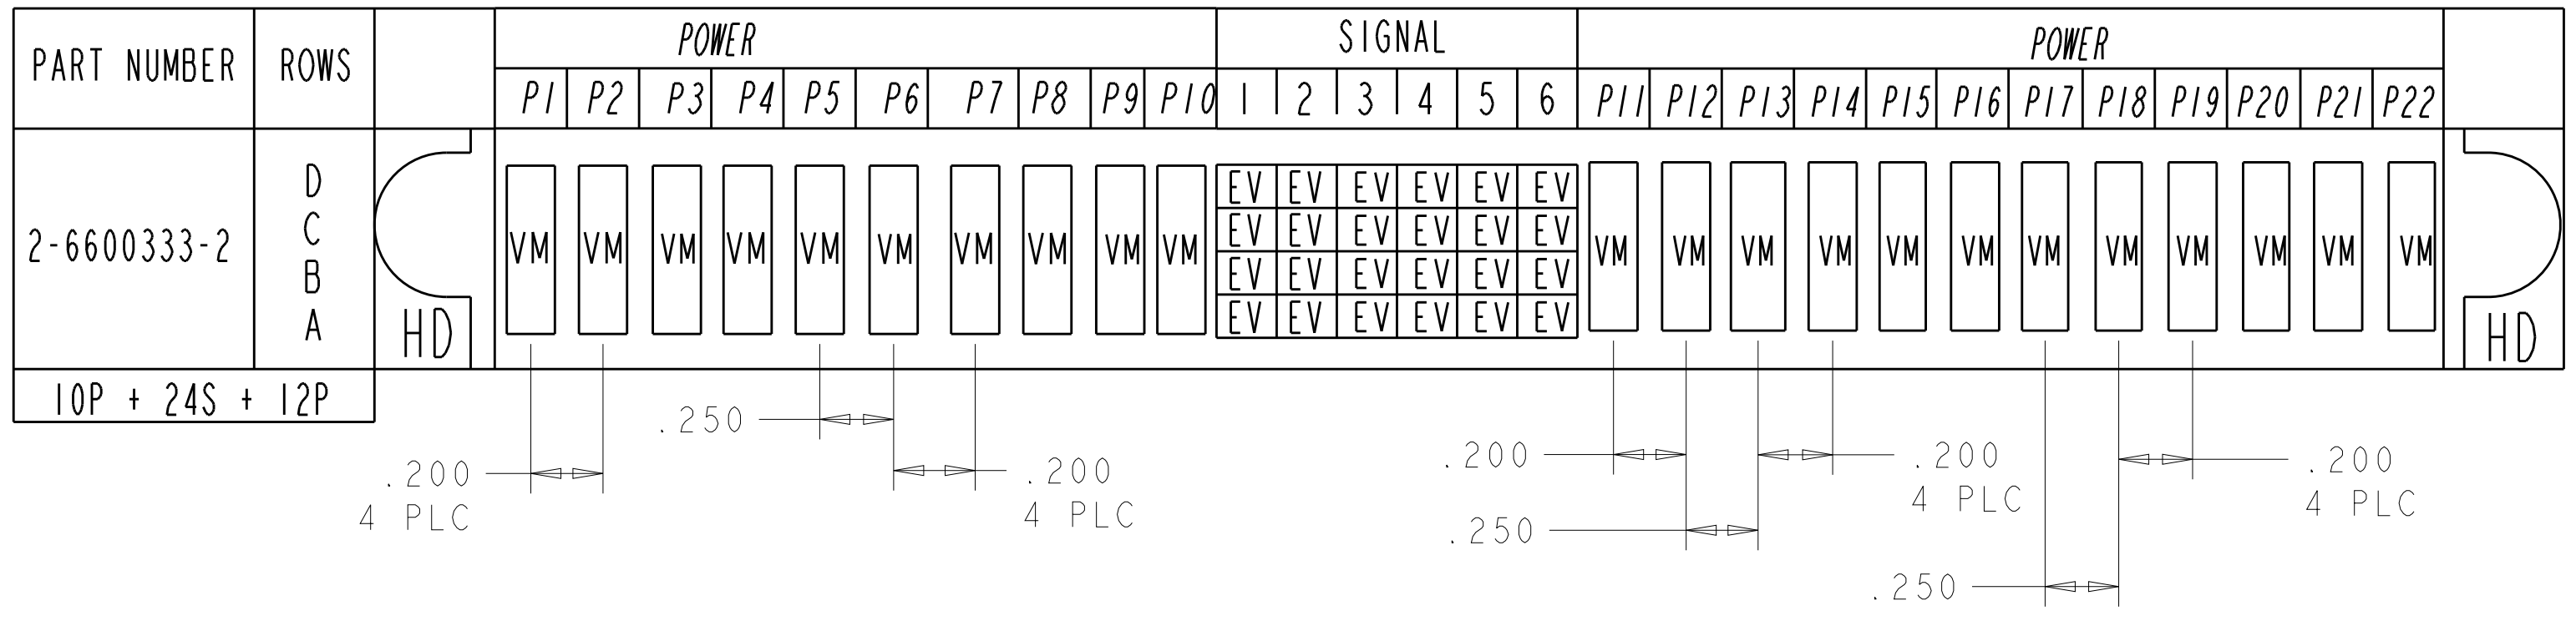 PART NUMBER ROWS POWER SIGNAL POWER
P1 P2 P3 P4 P5 P6 P7 P8 P9 P10 1 2 3 4 5 6 P11 P12 P13 P14 P15 P16 P17 P18 P19 P20 P21 P22
2-6600333-2
D
C
B
A
HD
VM VM VM VM VM VM VM VM VM VM
EV EV EV EV EV EV
EV EV EV EV EV EV
EV EV EV EV EV EV
EV EV EV EV EV EV
VM VM VM VM VM VM VM VM VM VM VM VM
HD
10P + 24S + 12P
.250
.200
4 PLC
.200
4 PLC
.200
.200
4 PLC
.250
.200
4 PLC
.250